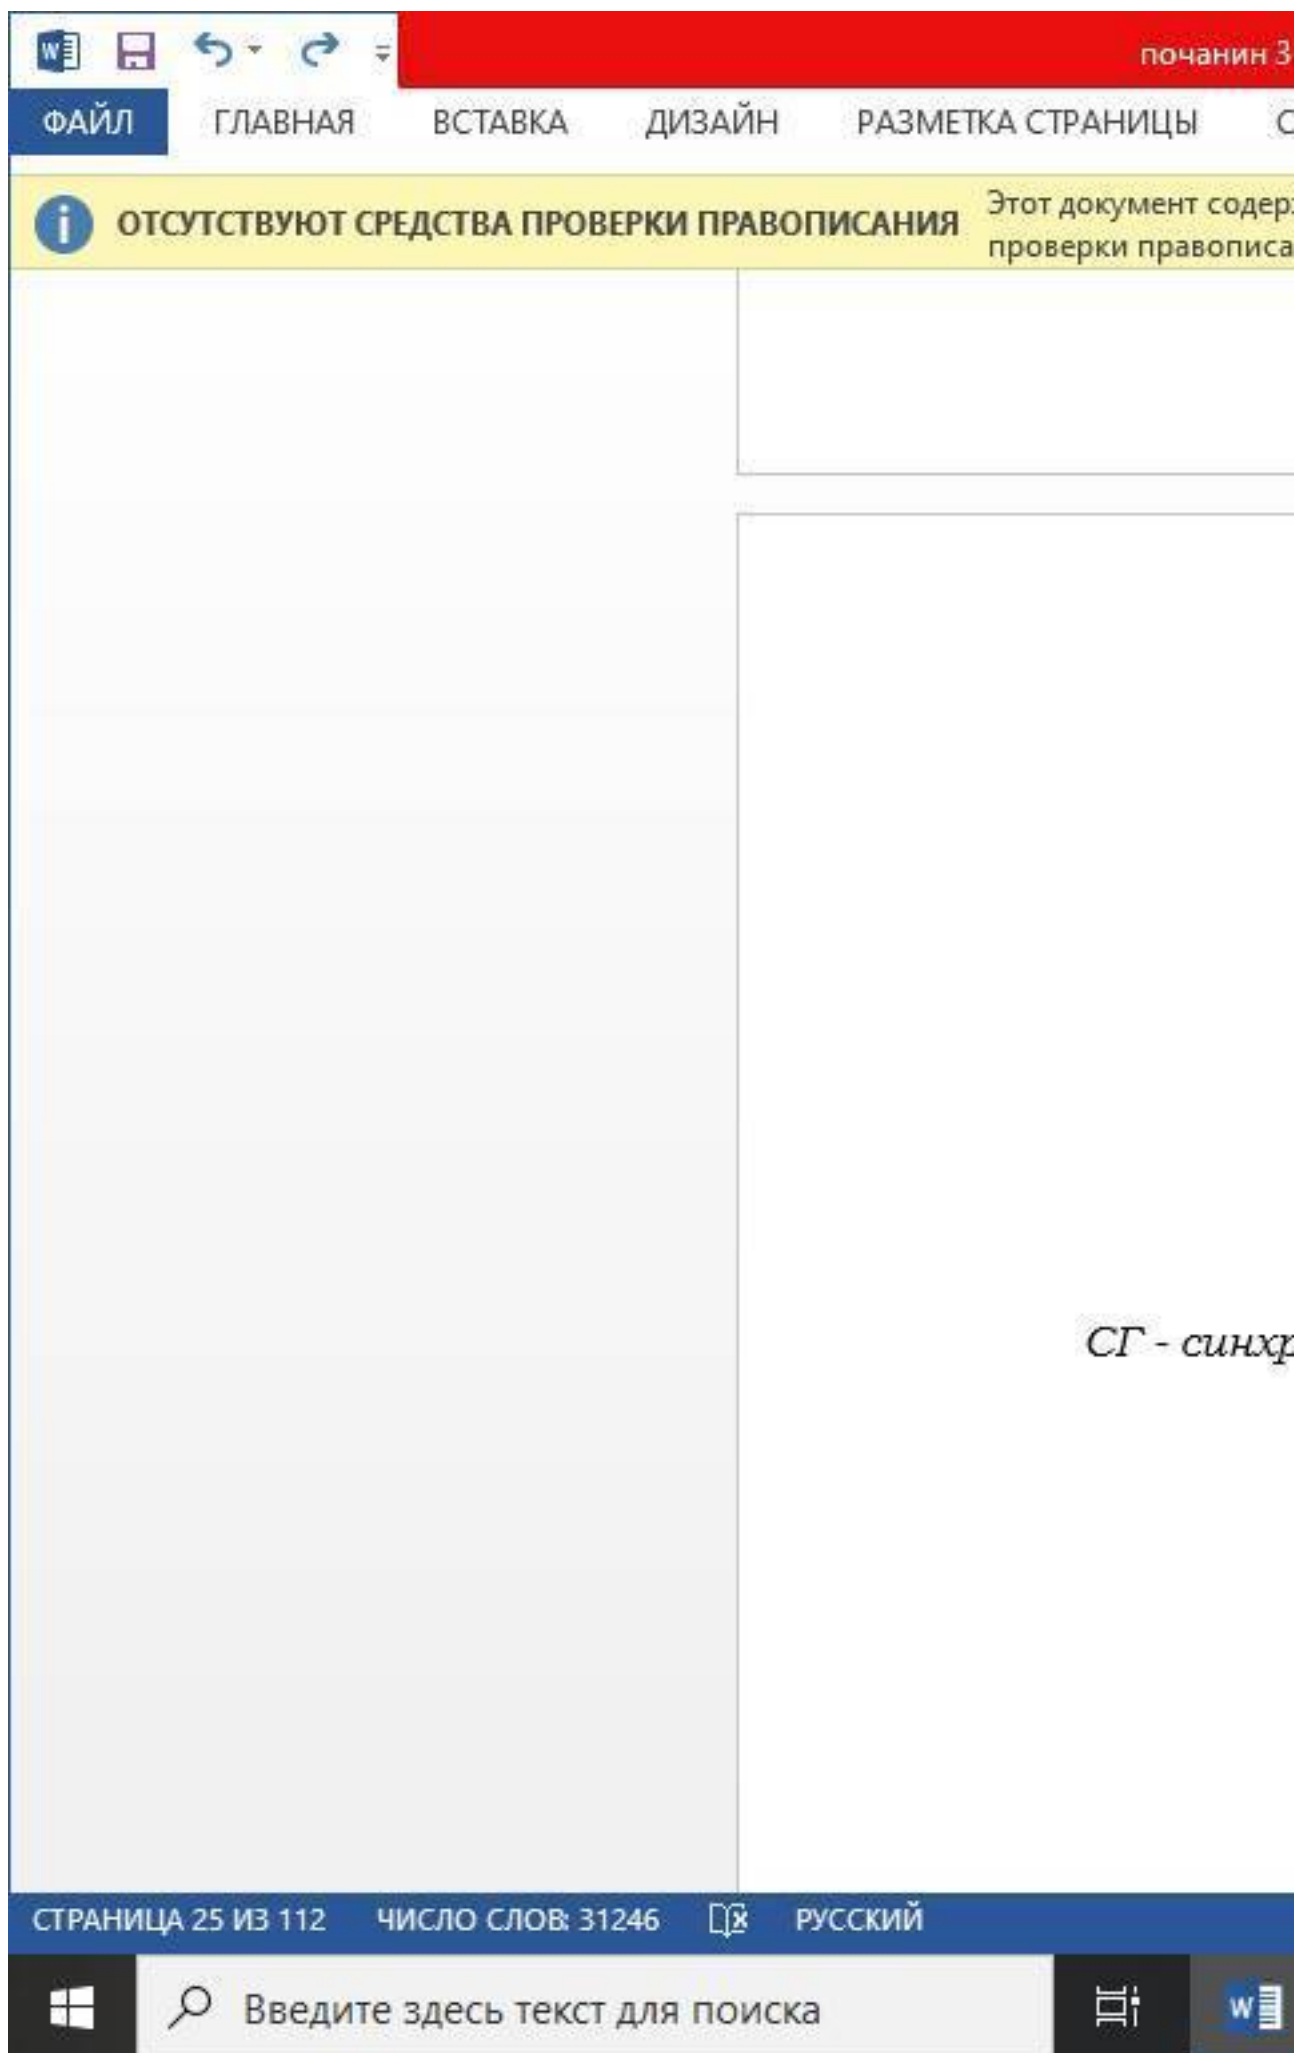 почанин 3
ФАЙЛ ГЛАВНАЯ ВСТАВКА ДИЗАЙН РАЗМЕТКА СТРАНИЦЫ С
ОТСУТСТВУЮТ СРЕДСТВА ПРОВЕРКИ ПРАВОПИСАНИЯ Этот документ содер
проверки правописа
СГ - синхр
СТРАНИЦА 25 ИЗ 112 ЧИСЛО СЛОВ: 31246 РУССКИЙ
Введите здесь текст для поиска